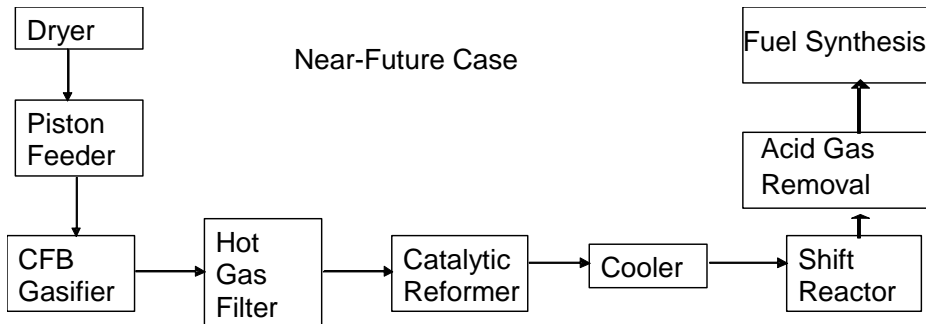 Dryer
Near-Future Case
Fuel Synthesis
Piston
Feeder
Acid Gas
Removal
CFB
Gasifier
Hot
Gas
Filter
Catalytic
Reformer
Cooler
Shift
Reactor